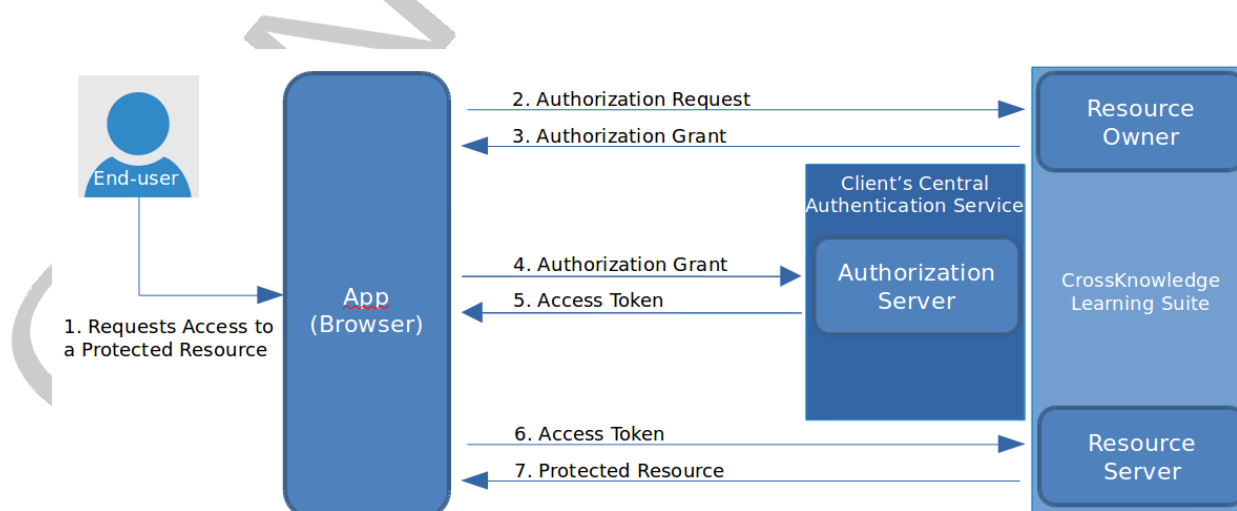 End-user
1. Requests Access to
a Protected Resource
App
(Browser)
2. Authorization Request
3. Authorization Grant
4. Authorization Grant
5. Access Token
6. Access Token
7. Protected Resource
Client’s Central
Authentication Service
Authorization
Server
Resource
Owner
CrossKnowledge
Learning Suite
Resource
Server